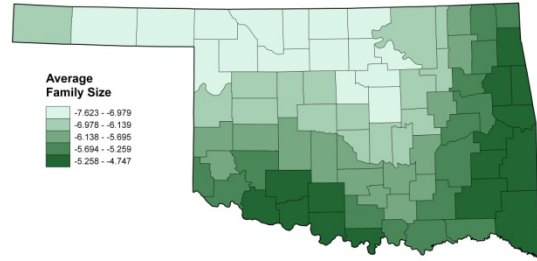 Average
Family Size
-7.623 - -6.979
-6.978 - -6.139
-6.138 - -5.695
-5.694 - -5.259
-5.258 - -4.747